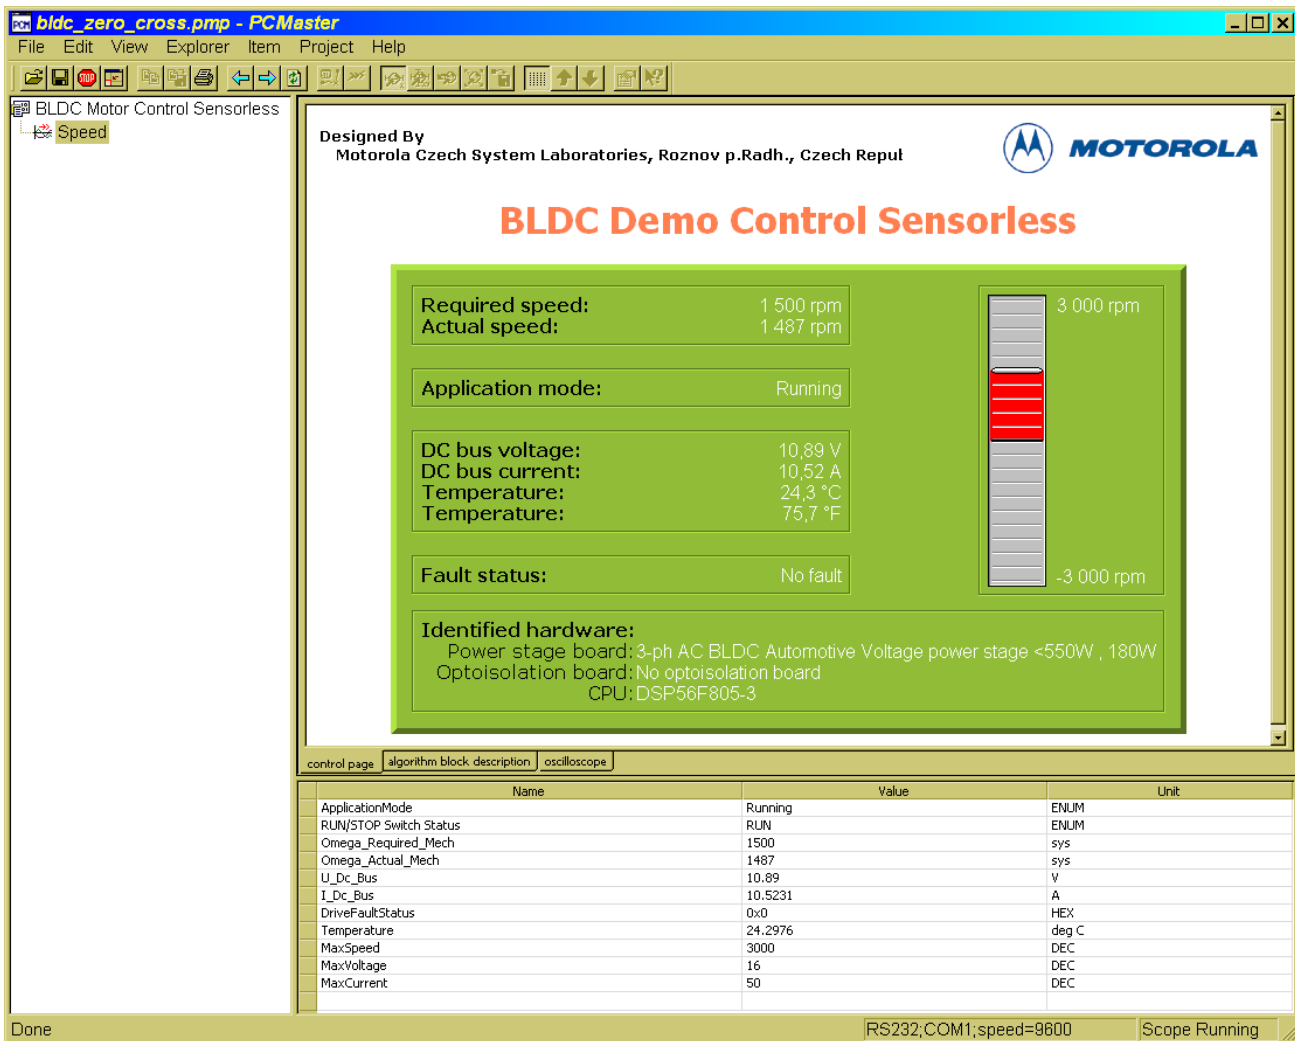 bldc_zero_cross.pmp - PCMaster
File Edit View Explorer Item Project Help
BLDC Motor Control Sensorless
Speed
Designed By
Motorola Czech System Laboratories, Roznov p.Radh., Czech Repul
MOTOROLA
BLDC Demo Control Sensorless
Required speed: 1 500 rpm
Actual speed: 1 487 rpm
3 000 rpm
Application mode: Running
DC bus voltage: 10,89 V
DC bus current: 10,52 A
Temperature: 24,3 °C
Temperature: 75,7 °F
Fault status: No fault
-3 000 rpm
Identified hardware:
Power stage board: 3-ph AC BLDC Automotive Voltage power stage <550W , 180W
Optoisolation board: No optoisolation board
CPU: DSP56F805-3
control page algorithm block description oscilloscope
Name Value Unit
ApplicationMode Running ENUM
RUN/STOP Switch Status RUN ENUM
Omega_Required_Mech 1500 sys
Omega_Actual_Mech 1487 sys
U_Dc_Bus 10.89 V
I_Dc_Bus 10.5231 A
DriveFaultStatus 0x0 HEX
Temperature 24.2976 deg C
MaxSpeed 3000 DEC
MaxVoltage 16 DEC
MaxCurrent 50 DEC
Done RS232;COM1;speed=9600 Scope Running